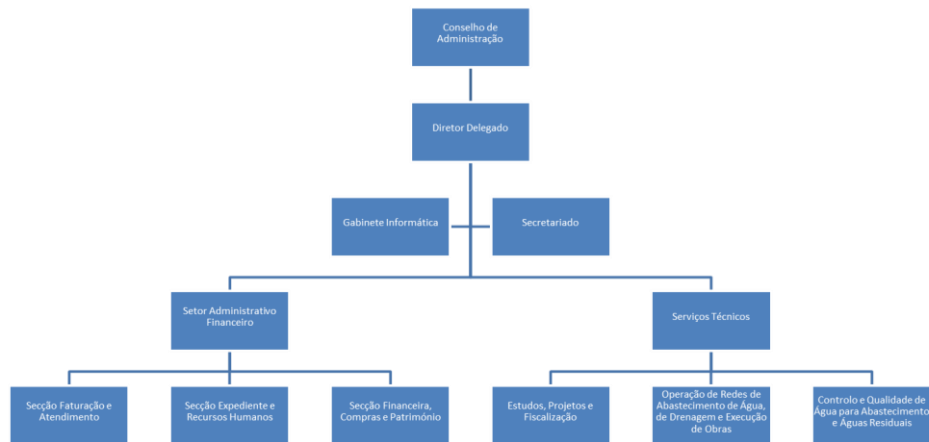 Conselho de
Administração
Diretor Delegado
Gabinete Informática
Secretariado
Setor Administrativo
Financeiro
Serviços Técnicos
Secção Faturação e
Atendimento
Secção Expediente e
Recursos Humanos
Secção Financeira,
Compras e Património
Estudos, Projetos e
Fiscalização
Operação de Redes de
Abastecimento de Água,
de Drenagem e Execução
de Obras
Controlo e Qualidade de
Água para Abastecimento
e Águas Residuais